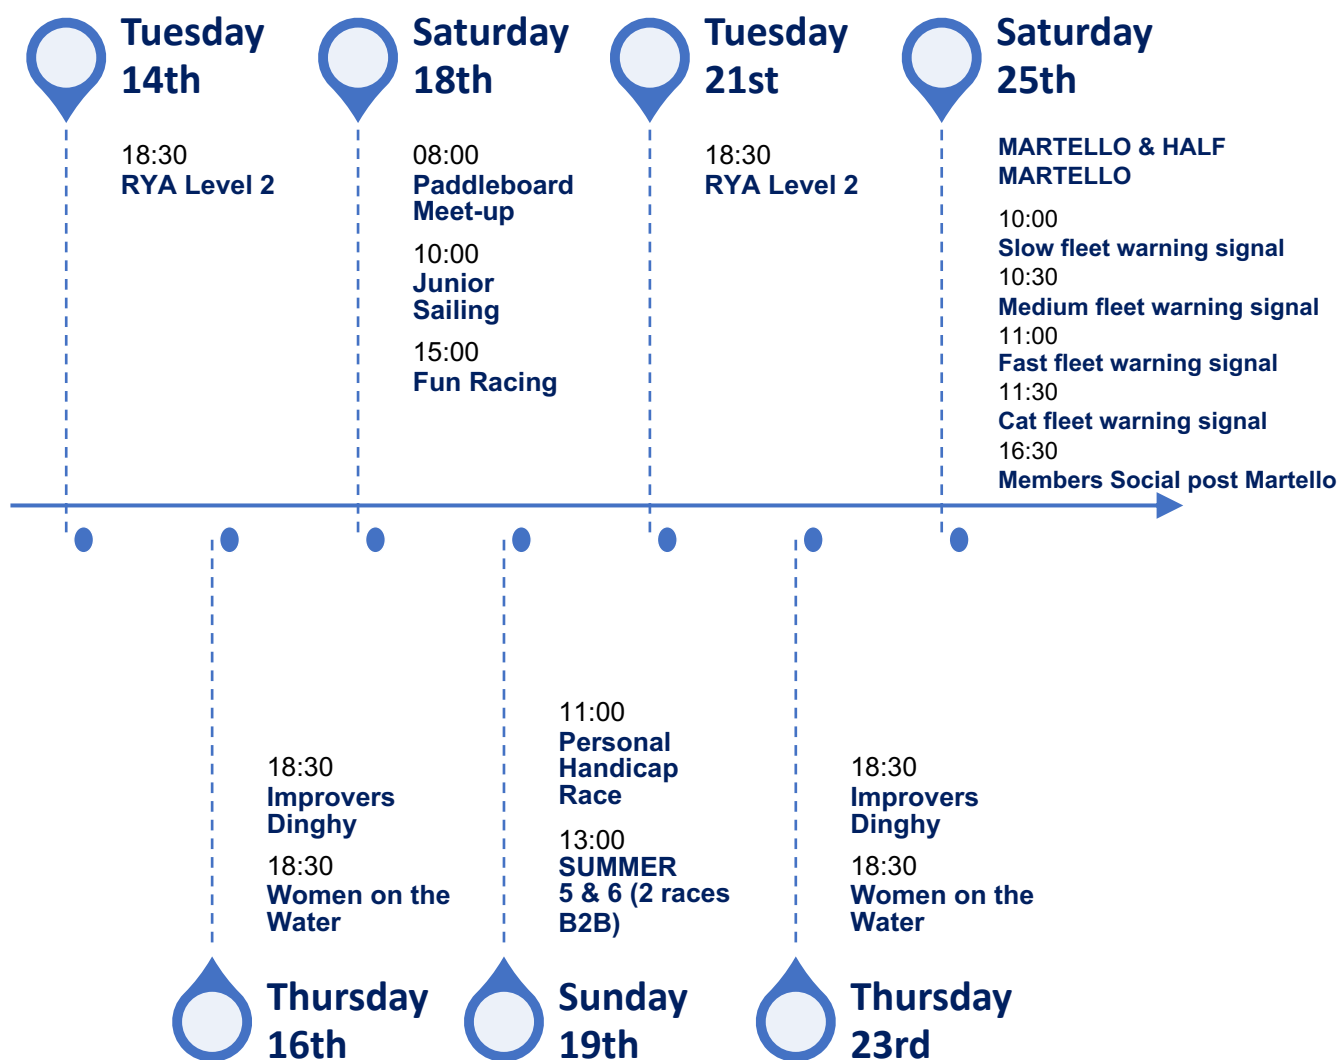 Tuesday
14th
18:30
RYA Level 2
Saturday
18th
08:00
Paddleboard
Meet-up
10:00
Junior
Sailing
15:00
Fun Racing
Tuesday
21st
18:30
RYA Level 2
Saturday
25th
MARTELLO & HALF
MARTELLO
10:00
Slow fleet warning signal
10:30
Medium fleet warning signal
11:00
Fast fleet warning signal
11:30
Cat fleet warning signal
16:30
Members Social post Martello
18:30
Improvers
Dinghy
18:30
Women on the
Water
Thursday
16th
11:00
Personal
Handicap
Race
13:00
SUMMER
5 & 6 (2 races
B2B)
Sunday
19th
18:30
Improvers
Dinghy
18:30
Women on the
Water
Thursday
23rd